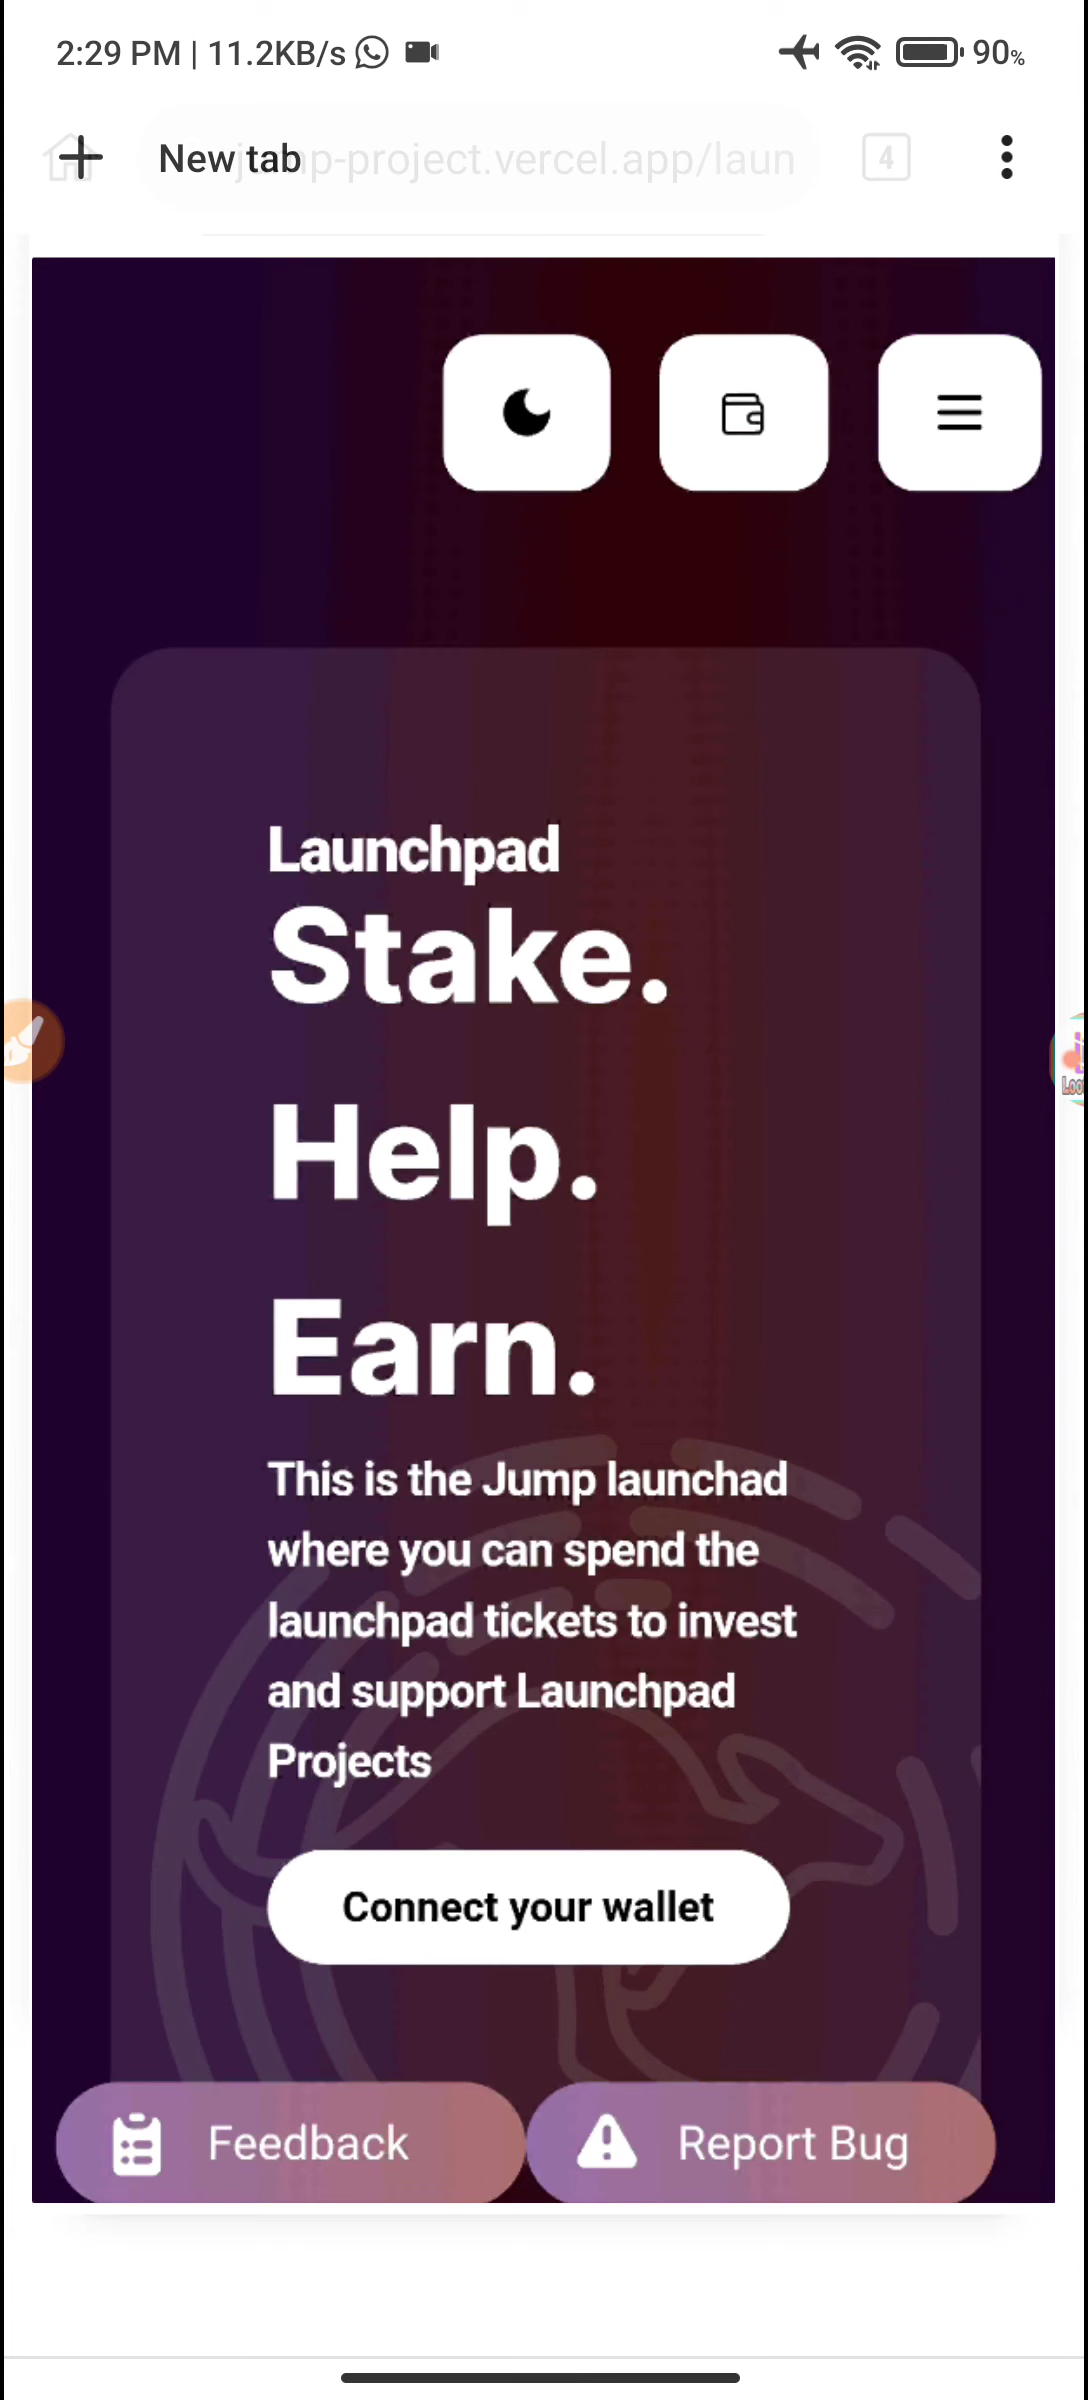 2:29 PM | 11.2KB/s 90%
New tab jump-project.vercel.app/laun 4
Launchpad
Stake.
Help.
Earn.
This is the Jump launchad
where you can spend the
launchpad tickets to invest
and support Launchpad
Projects
Connect your wallet
Feedback Report Bug